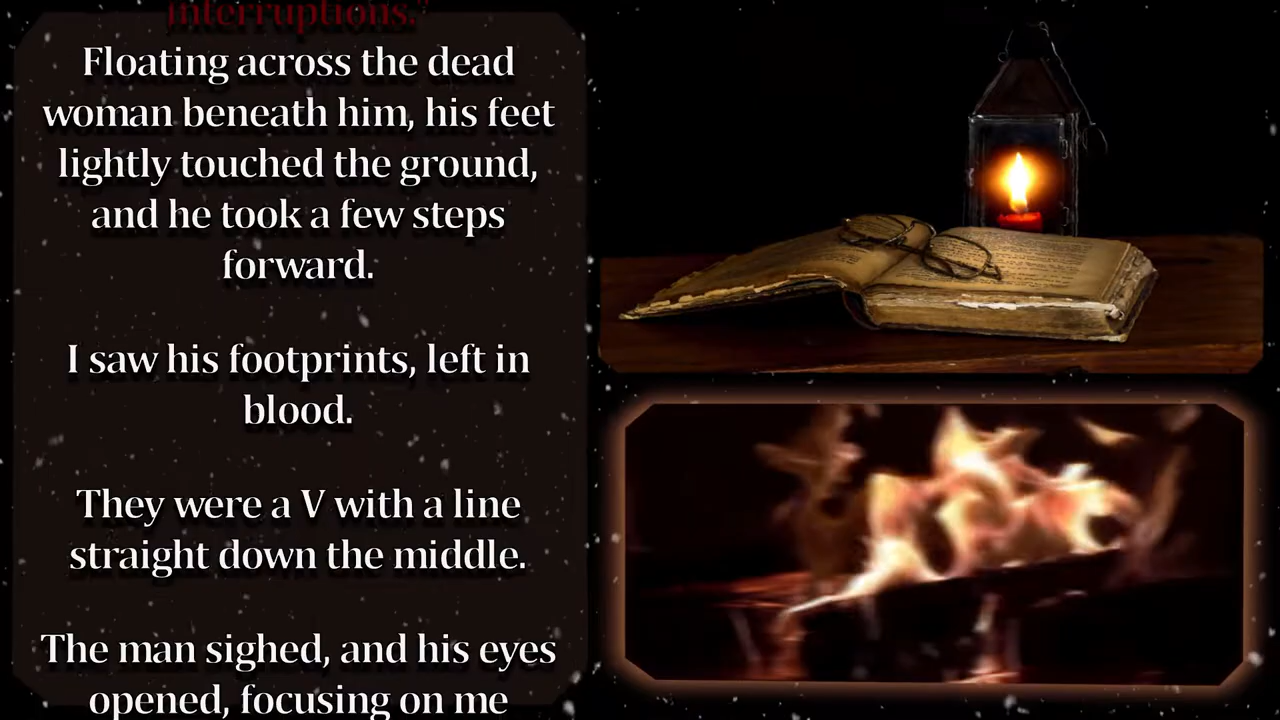 interruptions."
Floating across the dead
woman beneath him, his feet
lightly touched the ground,
and he took a few steps
forward.
I saw his footprints, left in
blood.
They were a V with a line
straight down the middle.
The man sighed, and his eyes
opened, focusing on me